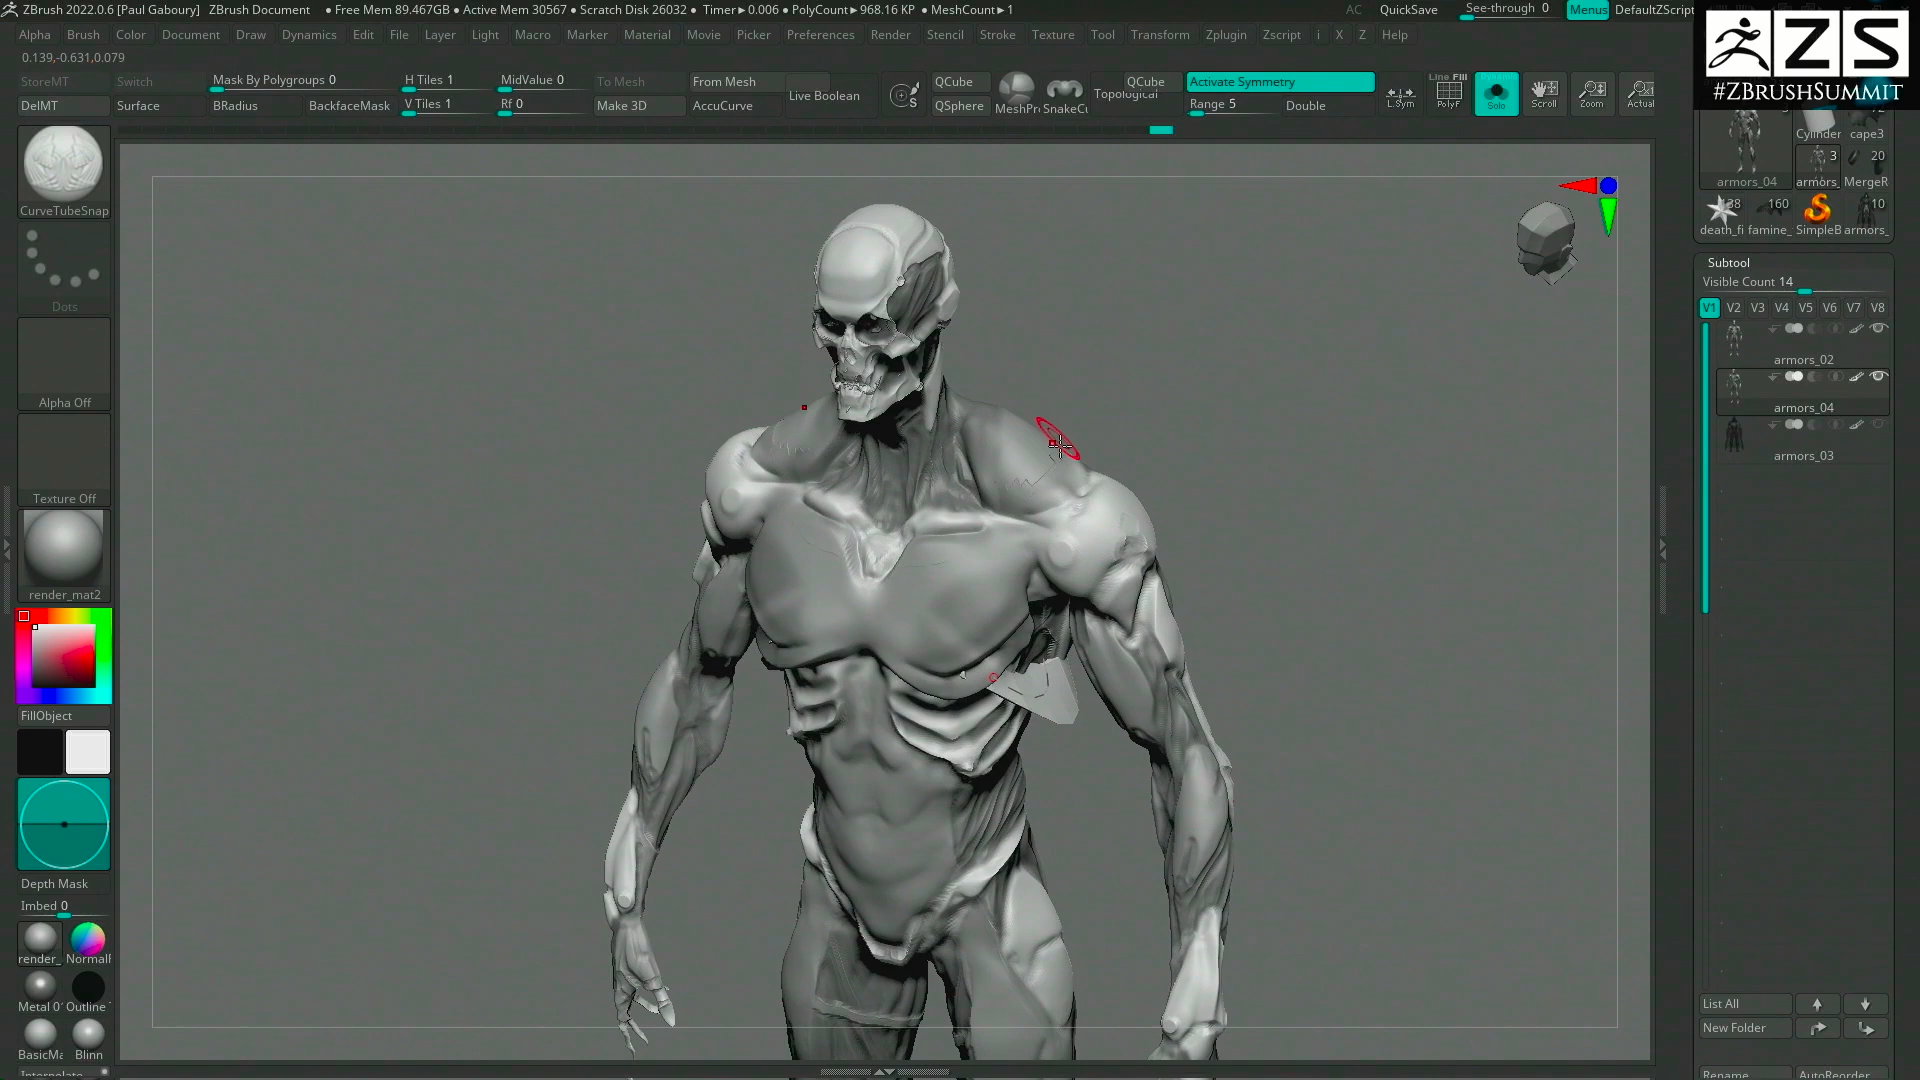 ZBrush 2022.0.6 [Paul Gaboury] ZBrush Document ● Free Mem 89.467GB ● Active Mem 30567 ● Scratch Disk 26032 ● Timer►0.006 ● PolyCount►968.16 KP ● MeshCount►1 AC QuickSave See-through 0 Menus DefaultZScript
Alpha Brush Color Document Draw Dynamics Edit File Layer Light Macro Marker Material Movie Picker Preferences Render Stencil Stroke Texture Tool Transform Zplugin Zscript i X Z Help
ZS
#ZBrushSummit
0.139,-0.631,0.079
StoreMT Switch Mask By Polygroups 0 H Tiles 1 MidValue 0 To Mesh From Mesh Live Boolean QCube QCube Activate Symmetry Line Fill Dynamic
DelMT Surface BRadius BackfaceMask V Tiles 1 Rf 0 Make 3D AccuCurve S QSphere MeshPr SnakeCu Topological Range 5 Double L.Sym PolyF Solo Scroll Zoom Actual
CurveTubeSnap
Dots
Alpha Off
Texture Off
render_mat2
FillObject
Depth Mask
Imbed 0
render_ NormalF
Metal 0 Outline
BasicMa Blinn
Interpolate
Cylinder cape3
3 20
armors_04 armors_ MergeR
38 160 10
death_fi famine_ SimpleB armors_
Subtool
Visible Count 14
V1 V2 V3 V4 V5 V6 V7 V8
armors_02
armors_04
armors_03
List All
New Folder
Rename AutoReorder